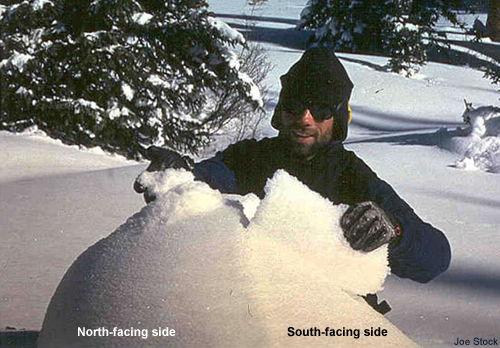 North-facing side
South-facing side
Joe Stock